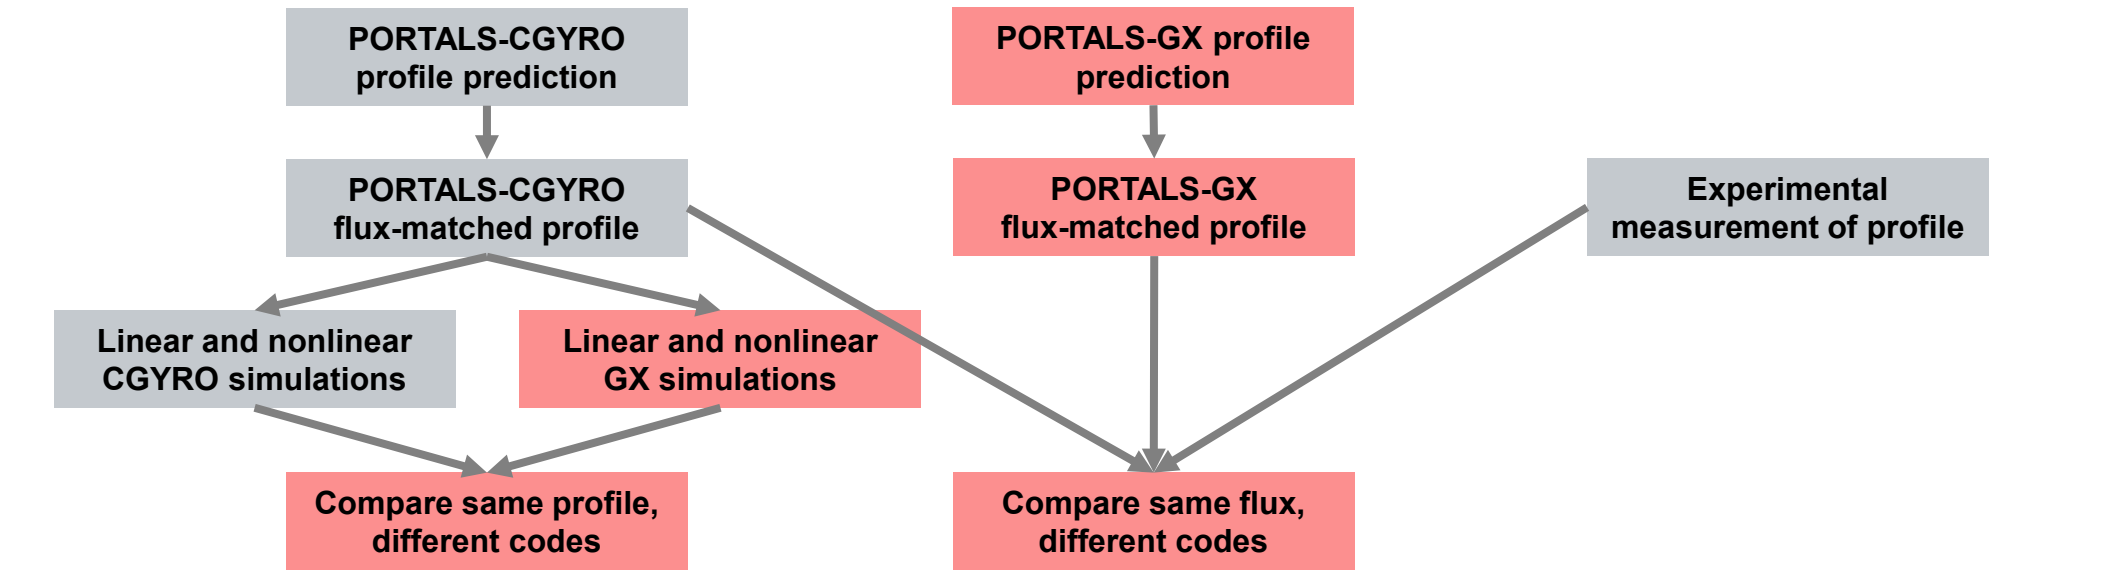 PORTALS-CGYRO
profile prediction
PORTALS-GX profile
prediction
PORTALS-CGYRO
flux-matched profile
PORTALS-GX
flux-matched profile
Experimental
measurement of profile
Linear and nonlinear
CGYRO simulations
Linear and nonlinear
GX simulations
Compare same profile,
different codes
Compare same flux,
different codes